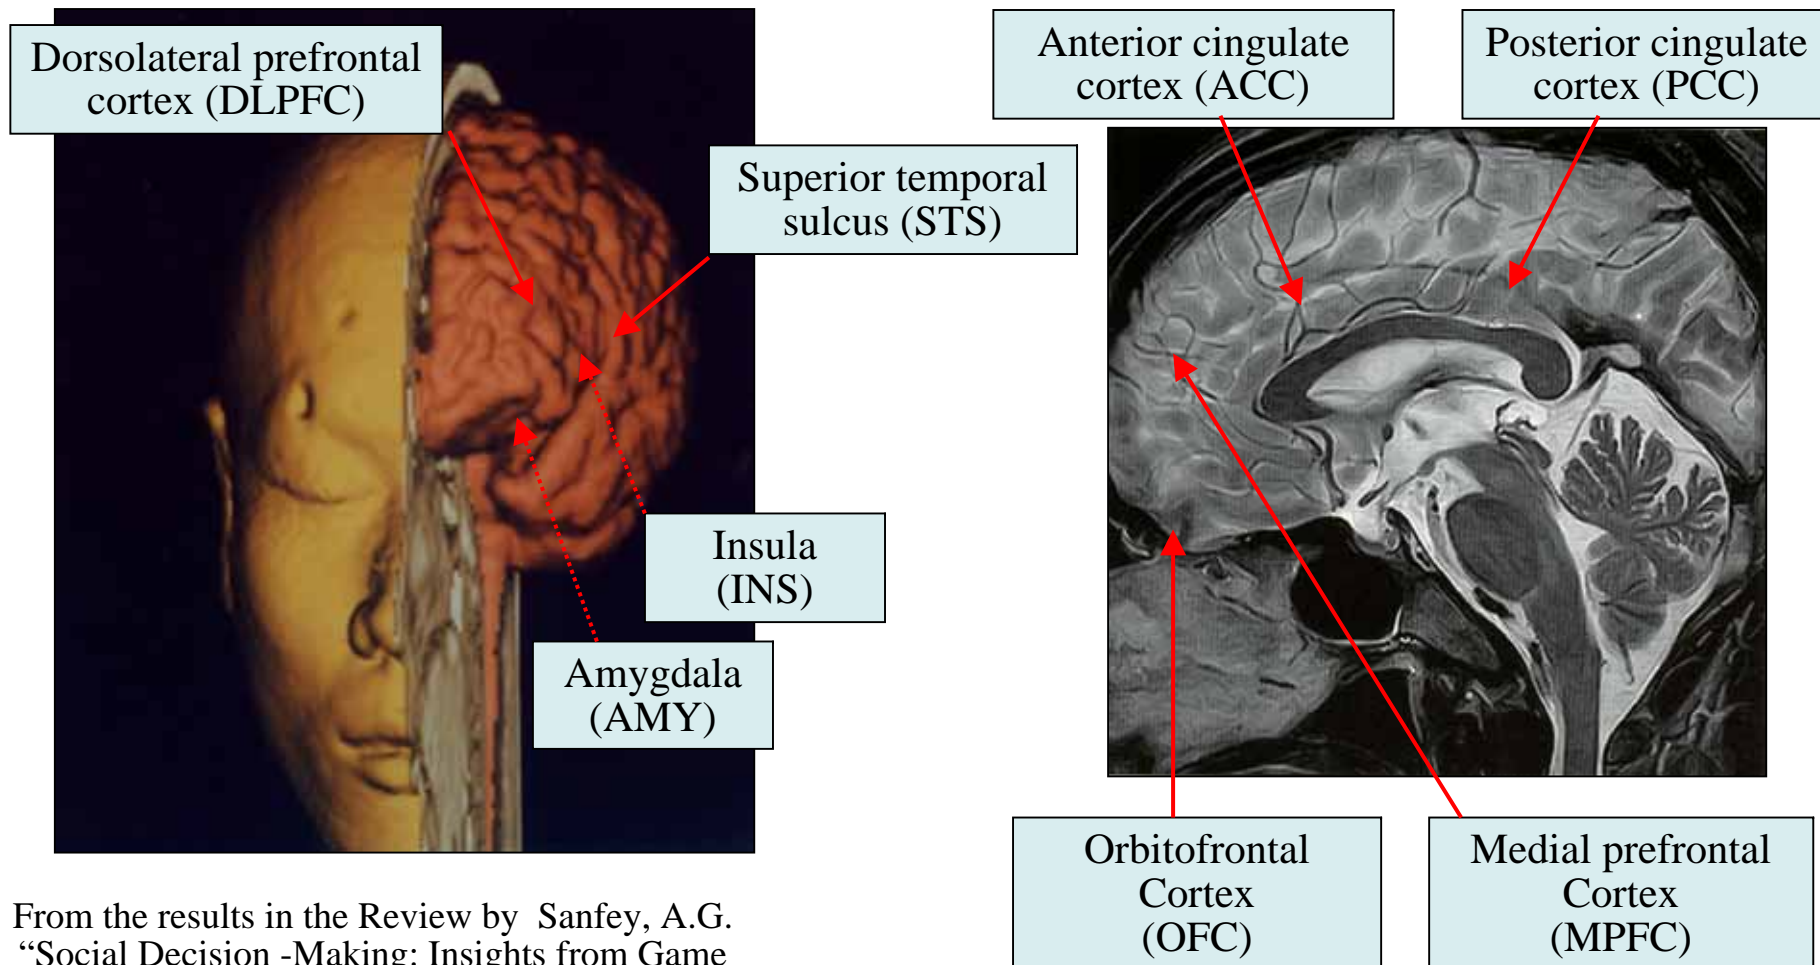 Dorsolateral prefrontal
cortex (DLPFC)
Superior temporal
sulcus (STS)
Insula
(INS)
Amygdala
(AMY)
Anterior cingulate
cortex (ACC)
Posterior cingulate
cortex (PCC)
Orbitofrontal
Cortex
(OFC)
Medial prefrontal
Cortex
(MPFC)
From the results in the Review by Sanfey, A.G.
“Social Decision -Making: Insights from Game